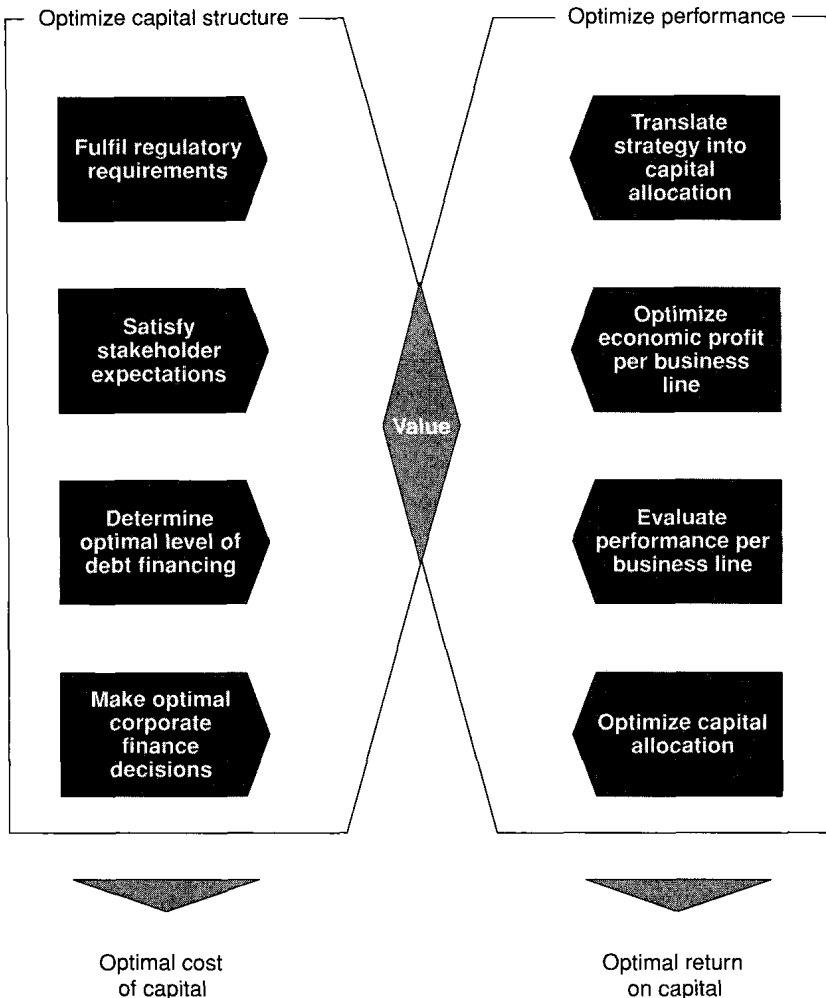 Optimize capital structure
Fulfil regulatory
requirements
Satisfy
stakeholder
expectations
Determine
optimal level of
debt financing
Make optimal
corporate
finance
decisions
Optimal cost
of capital
Value
Optimize performance
Translate
strategy into
capital
allocation
Optimize
economic profit
per business
line
Evaluate
performance per
business line
Optimize capital
allocation
Optimal return
on capital